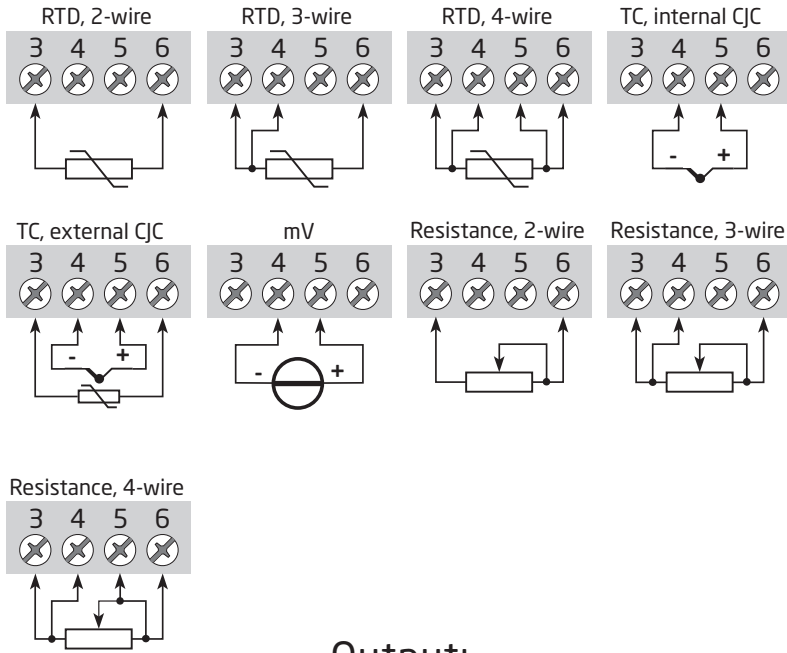 RTD, 2-wire
3 4 5 6
RTD, 3-wire
3 4 5 6
RTD, 4-wire
3 4 5 6
TC, internal CJC
3 4 5 6
- +
TC, external CJC
3 4 5 6
- +
mV
3 4 5 6
- +
Resistance, 2-wire
3 4 5 6
Resistance, 3-wire
3 4 5 6
Resistance, 4-wire
3 4 5 6